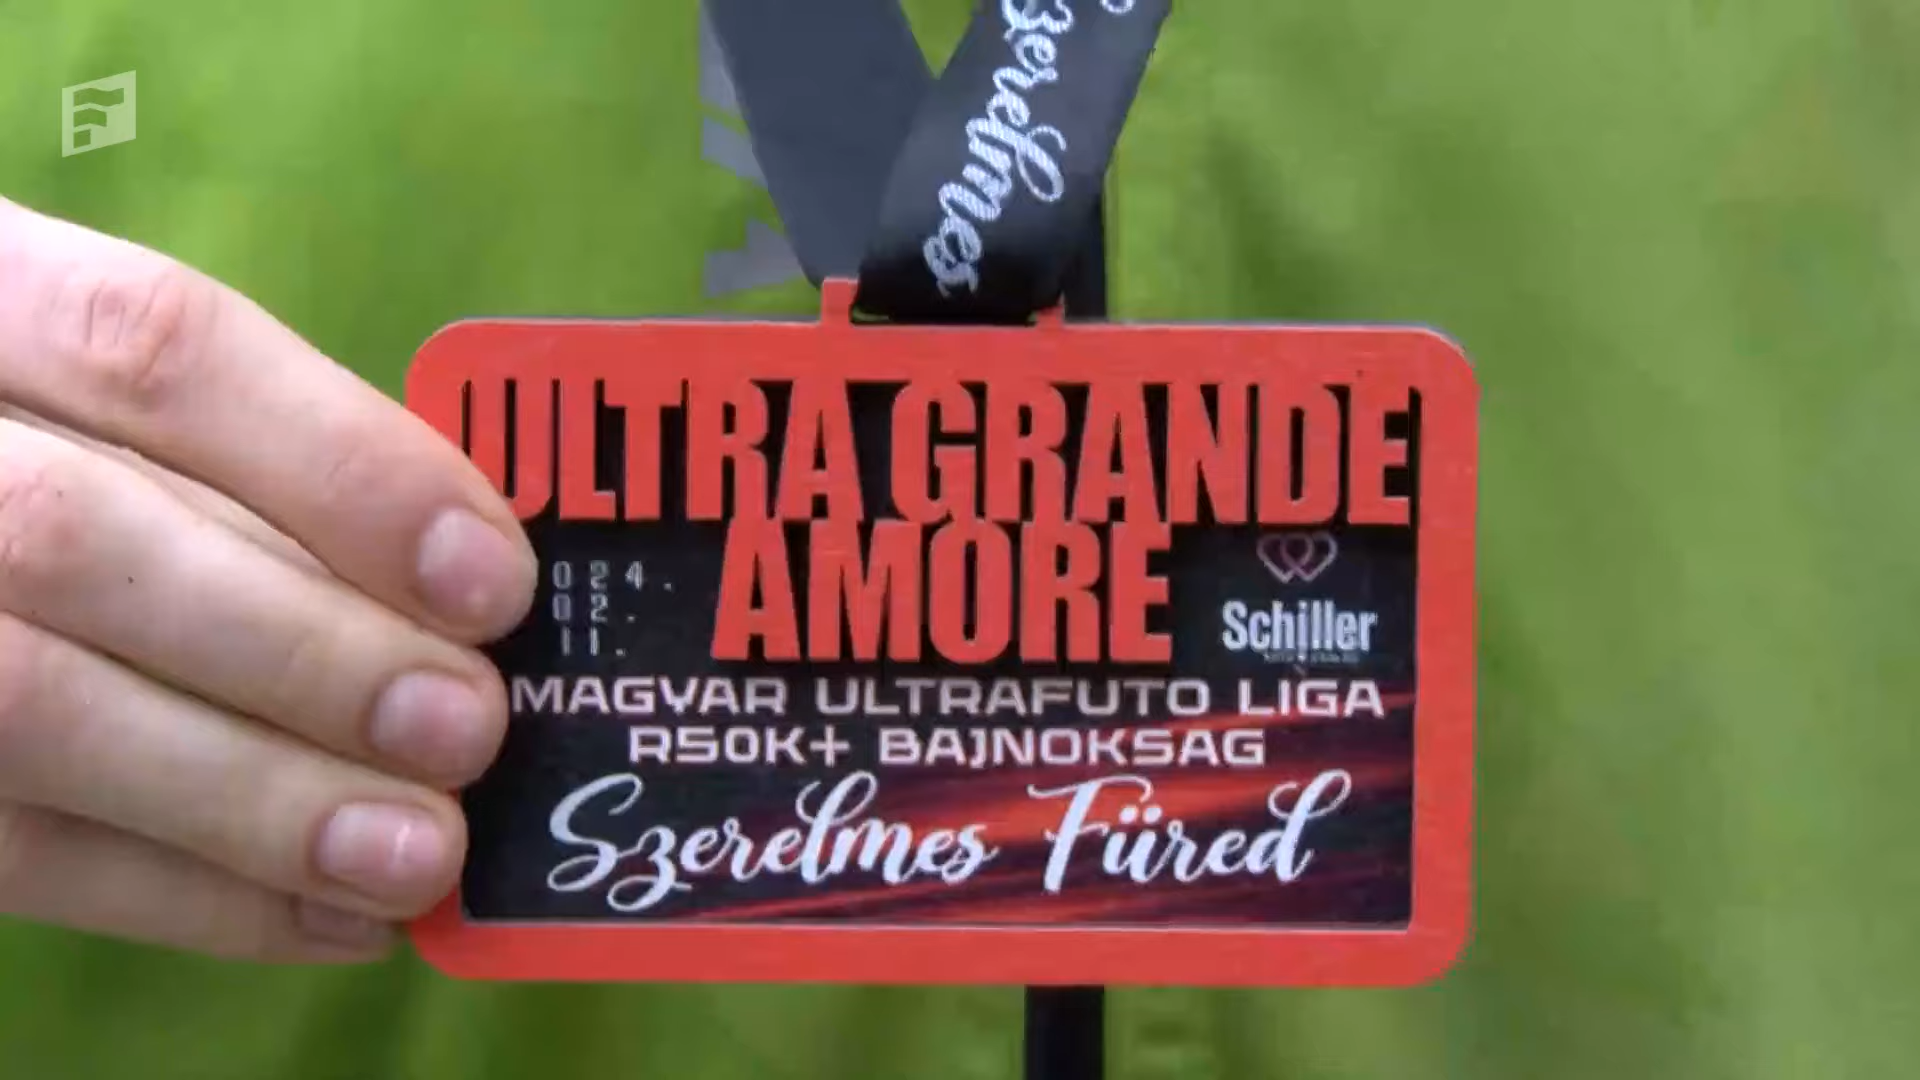 Szerelmes
ULTRA GRANDE
AMORE
024.
02.
11.
Schiller
MAGYAR ULTRAFUTO LIGA
R50K+ BAJNOKSAG
Szerelmes Füred